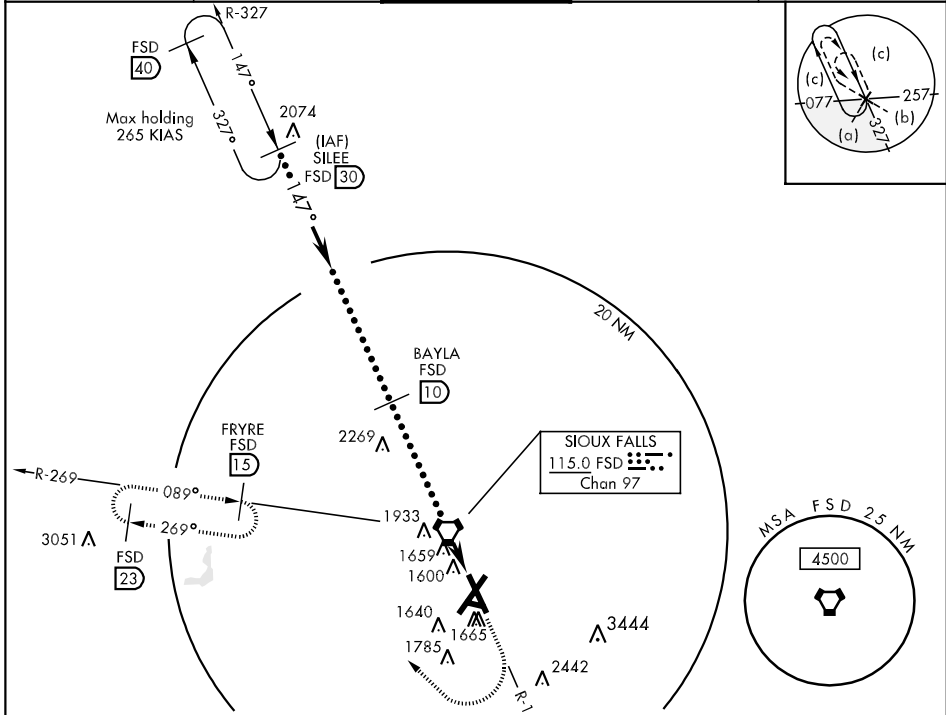 R-327
FSD
40
147°
327°
Max holding
265 KIAS
2074
(IAF)
SILEE
FSD 30
147°
(c)
(c)
077
257
(a)
(b)
327
20 NM
BAYLA
FSD
10
2269
FRYRE
FSD
15
R-269
089°
269°
3051
FSD
23
SIOUX FALLS
115.0 FSD
Chan 97
1933
1659
1600
1640
1665
1785
3444
2442
R-1
MSA FSD 25 NM
4500